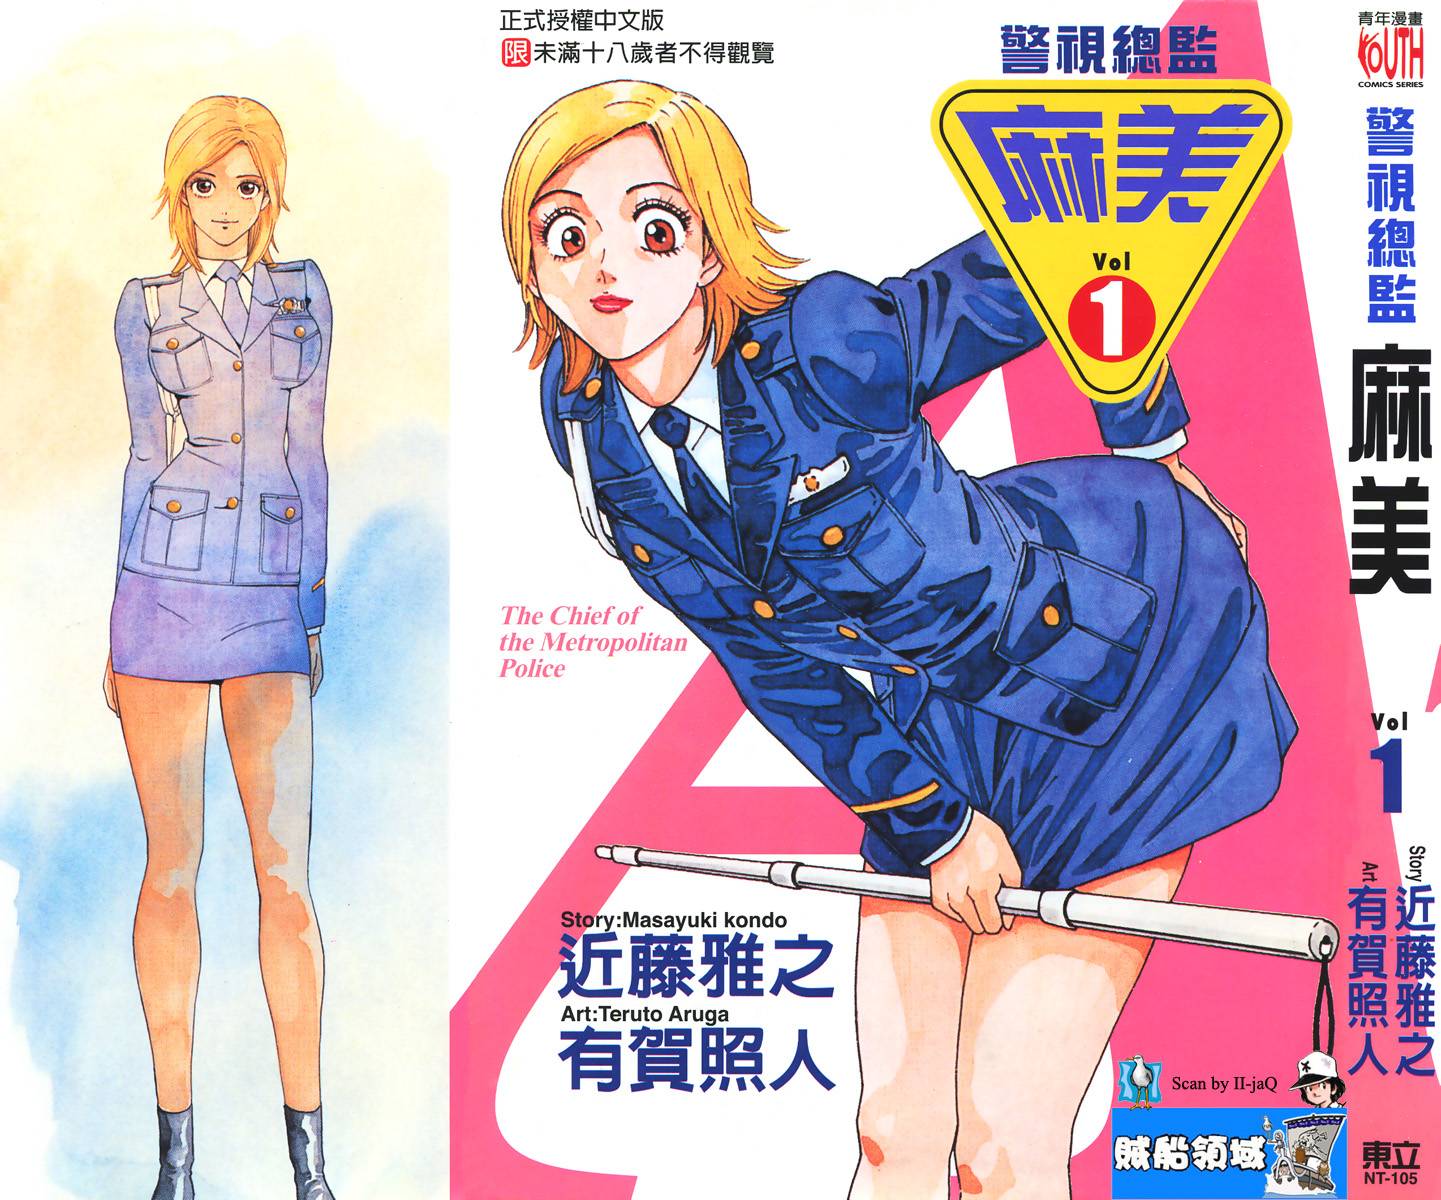 正式授權中文版
限 未滿十八歲者不得觀覽
警視總監
麻美
Vol
1
The Chief of
the Metropolitan
Police
Story:Masayuki kondo
近藤雅之
Art:Teruto Aruga
有賀照人
Scan by II-jaQ
賊船領域
青年漫畫
YOUTH
COMICS SERIES
警視總監
麻美
Vol
1
Story
近藤雅之
Art
有賀照人
東立
NT-105